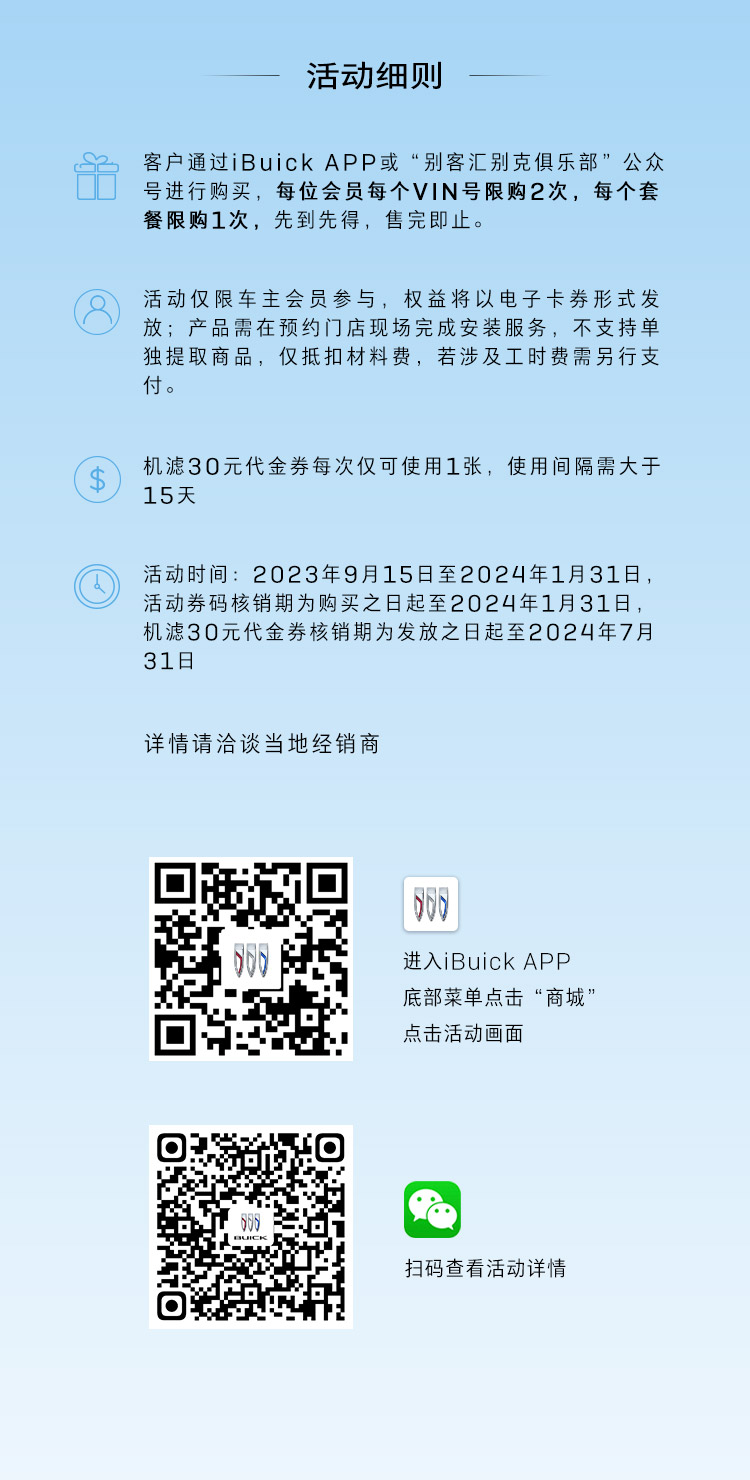 活动细则
客户通过iBuick APP或“别客汇别克俱乐部”公众
号进行购买，每位会员每个VIN号限购2次，每个套
餐限购1次，先到先得，售完即止。
活动仅限车主会员参与，权益将以电子卡券形式发
放；产品需在预约门店现场完成安装服务，不支持单
独提取商品，仅抵扣材料费，若涉及工时费需另行支
付。
$
机滤30元代金券每次仅可使用1张，使用间隔需大于
15天
活动时间：2023年9月15日至2024年1月31日，
活动券码核销期为购买之日起至2024年1月31日，
机滤30元代金券核销期为发放之日起至2024年7月
31日
详情请洽谈当地经销商
进入iBuick APP
底部菜单点击“商城”
点击活动画面
BUICK
扫码查看活动详情